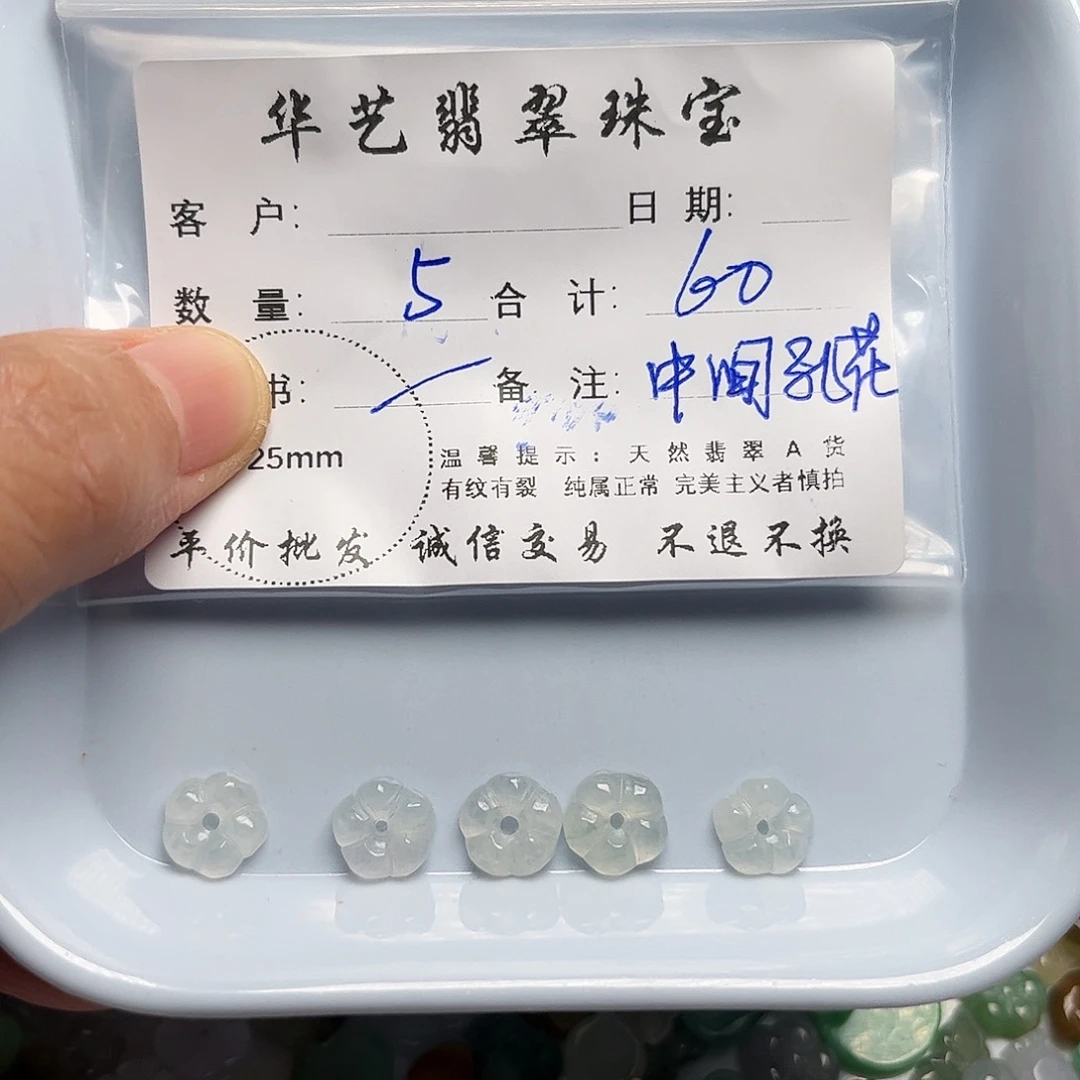 华艺翡翠珠宝
客 户： 日 期：
数 量： 5 合 计： 60
书： 备 注： 中间孔花
25mm
温馨提示：天然翡翠A货
有纹有裂 纯属正常 完美主义者慎拍
平价批发 诚信交易 不退不换